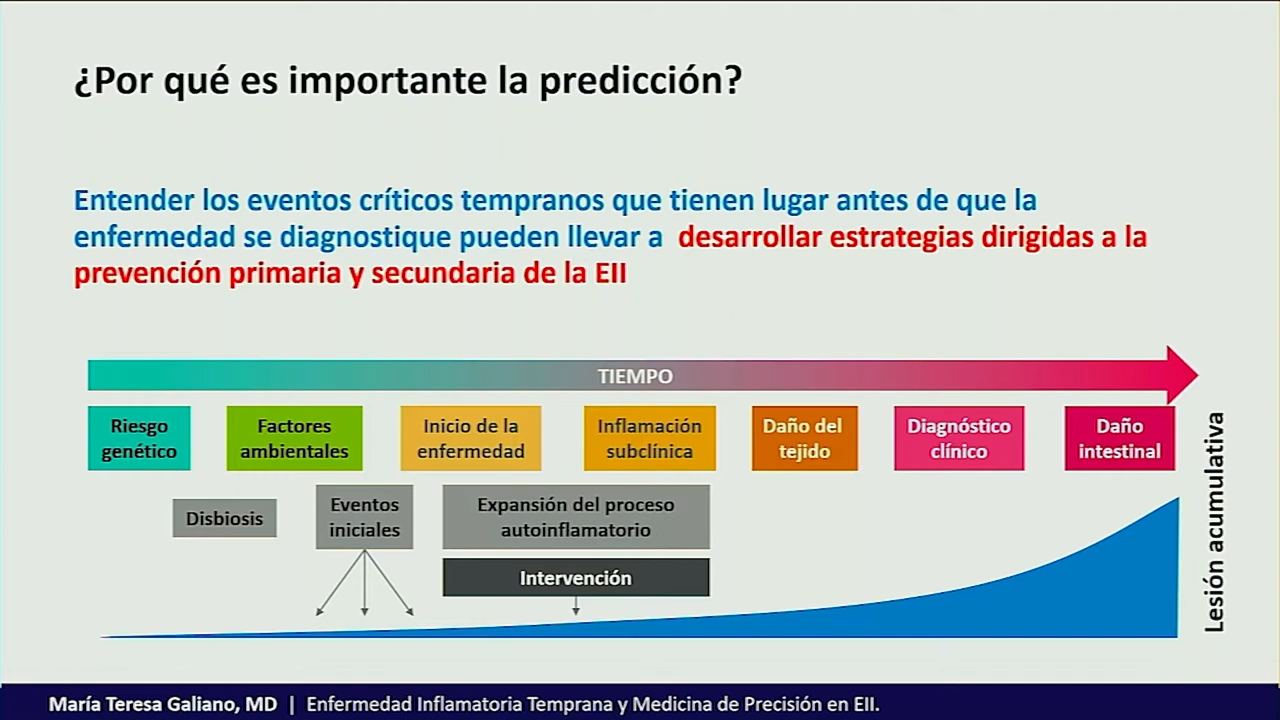 ¿Por qué es importante la predicción?
Entender los eventos críticos tempranos que tienen lugar antes de que la
enfermedad se diagnostique pueden llevar a desarrollar estrategias dirigidas a la
prevención primaria y secundaria de la EII
TIEMPO
Riesgo
genético
Factores
ambientales
Inicio de la
enfermedad
Inflamación
subclínica
Daño del
tejido
Diagnóstico
clínico
Daño
intestinal
Disbiosis
Eventos
iniciales
Expansión del proceso
autoinflamatorio
Intervención
Lesión acumulativa
María Teresa Galiano, MD | Enfermedad Inflamatoria Temprana y Medicina de Precisión en EII.